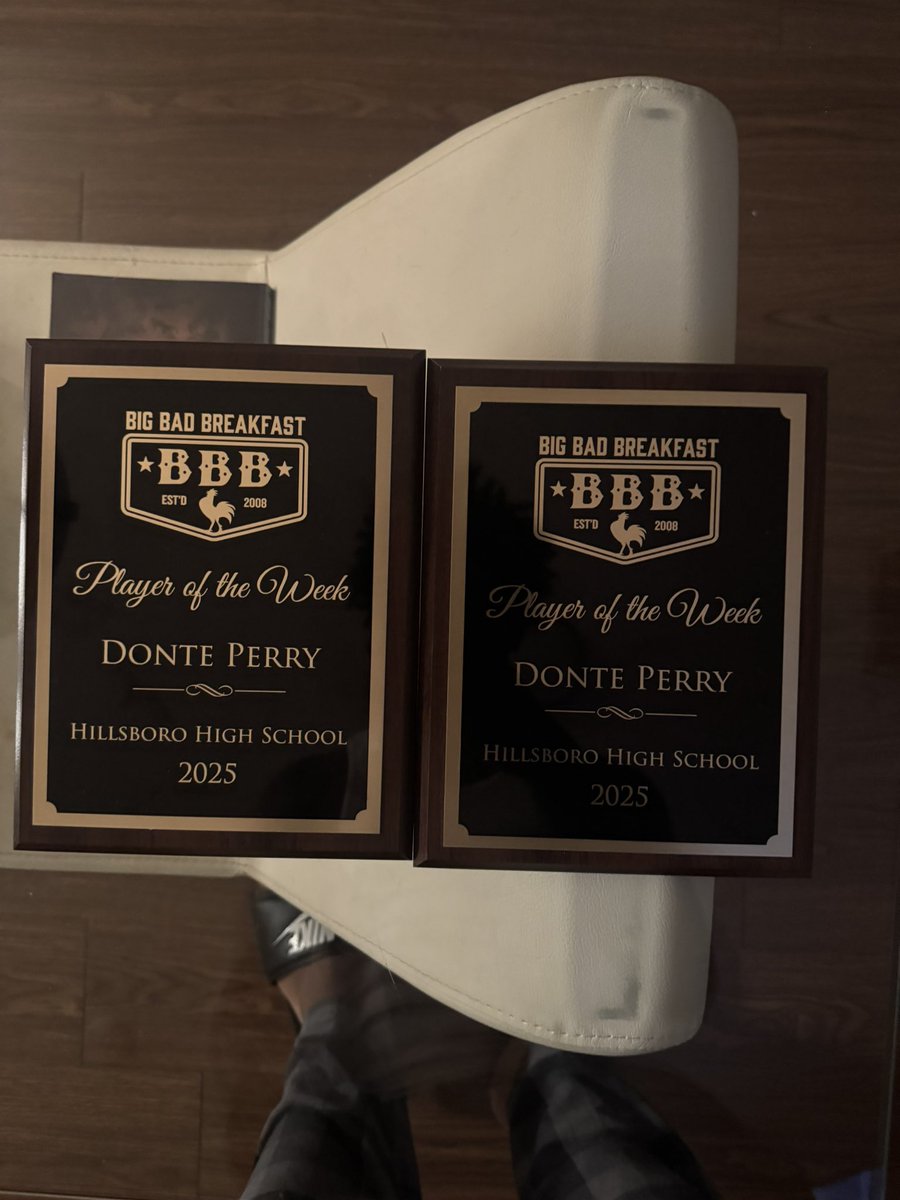 BIG BAD BREAKFAST
BBB
EST'D 2008
Player of the Week
DONTE PERRY
HILLSBORO HIGH SCHOOL
2025
BIG BAD BREAKFAST
BBB
EST'D 2008
Player of the Week
DONTE PERRY
HILLSBORO HIGH SCHOOL
2025
NIKE